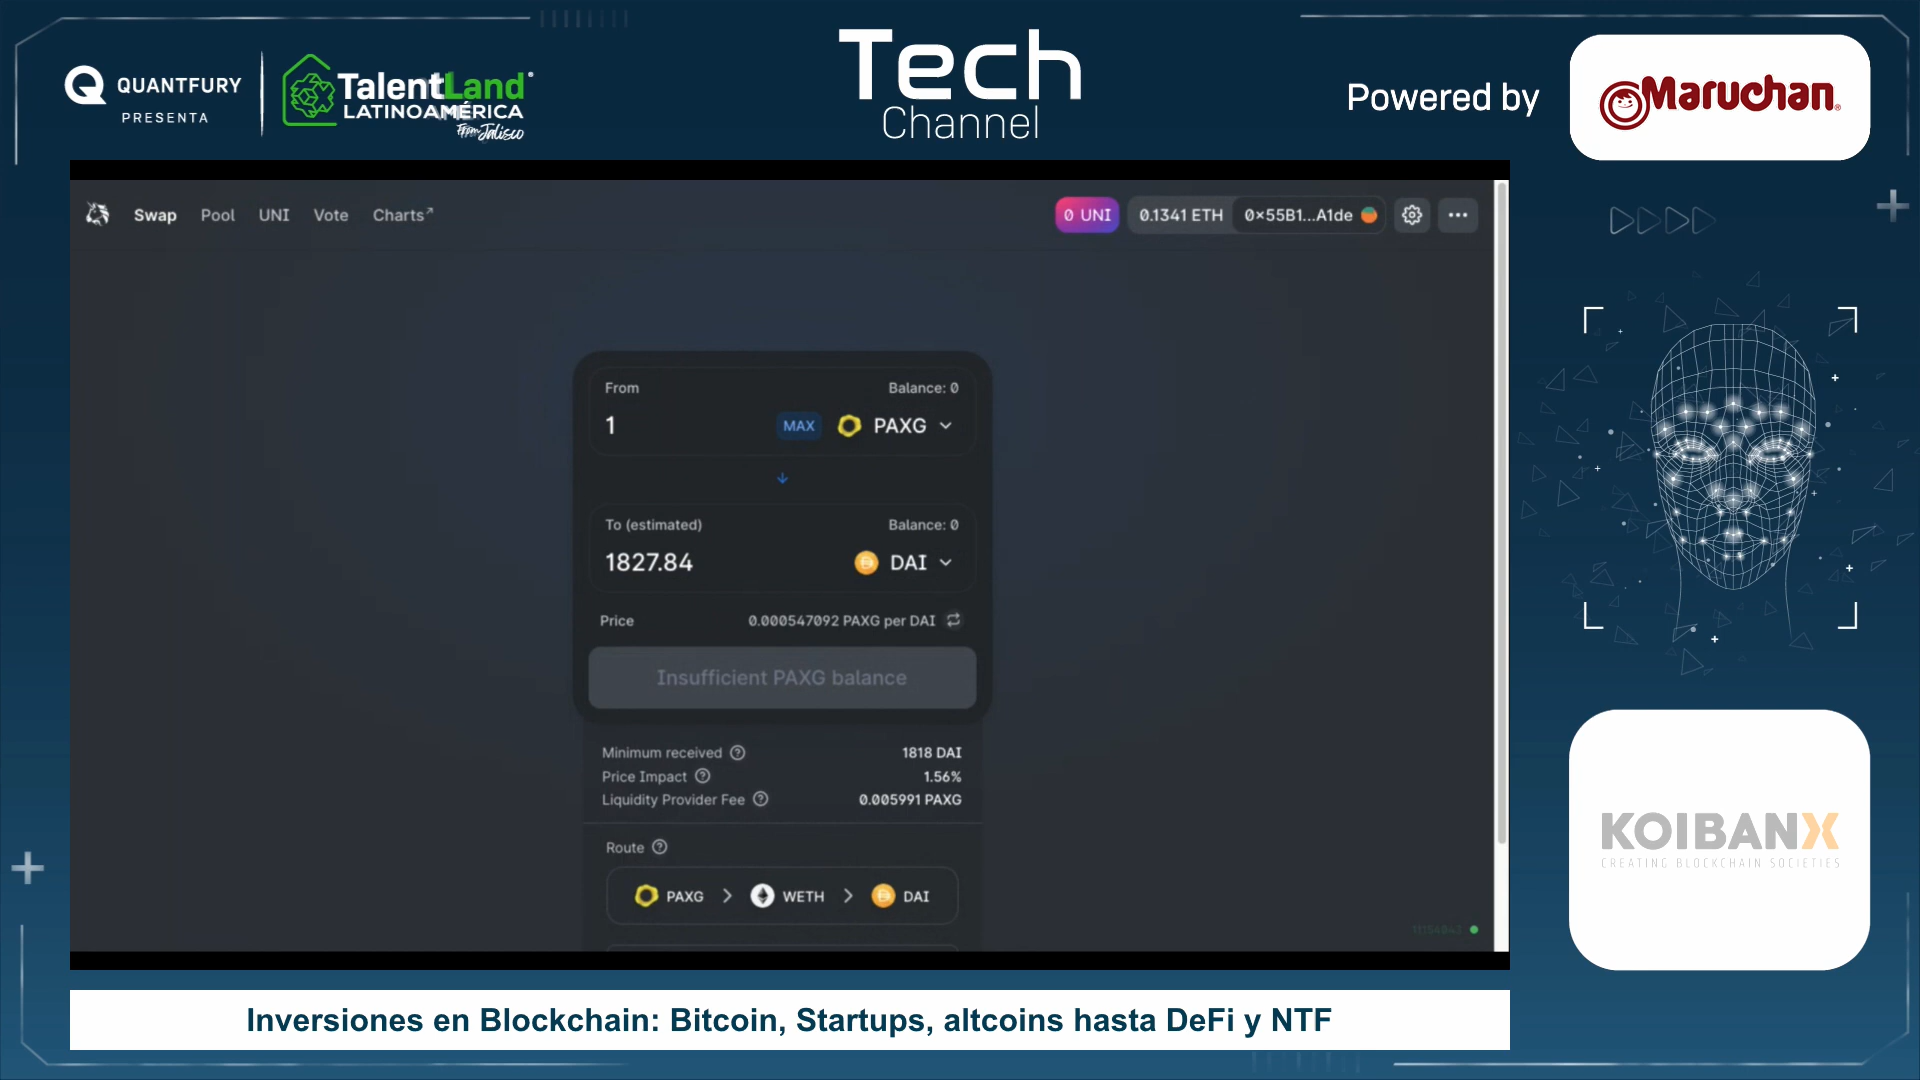 QUANTFURY
PRESENTA
TalentLand
LATINOAMÉRICA
From Jalisco
Tech
Channel
Powered by
Maruchan
Swap Pool UNI Vote Charts↗
0 UNI 0.1341 ETH 0x55B1...A1de
From Balance: 0
1 MAX PAXG
To (estimated) Balance: 0
1827.84 DAI
Price 0.000547092 PAXG per DAI
Insufficient PAXG balance
Minimum received 1818 DAI
Price Impact 1.56%
Liquidity Provider Fee 0.005991 PAXG
Route
PAXG > WETH > DAI
KOIBANX
CREATING BLOCKCHAIN SOCIETIES
Inversiones en Blockchain: Bitcoin, Startups, altcoins hasta DeFi y NTF